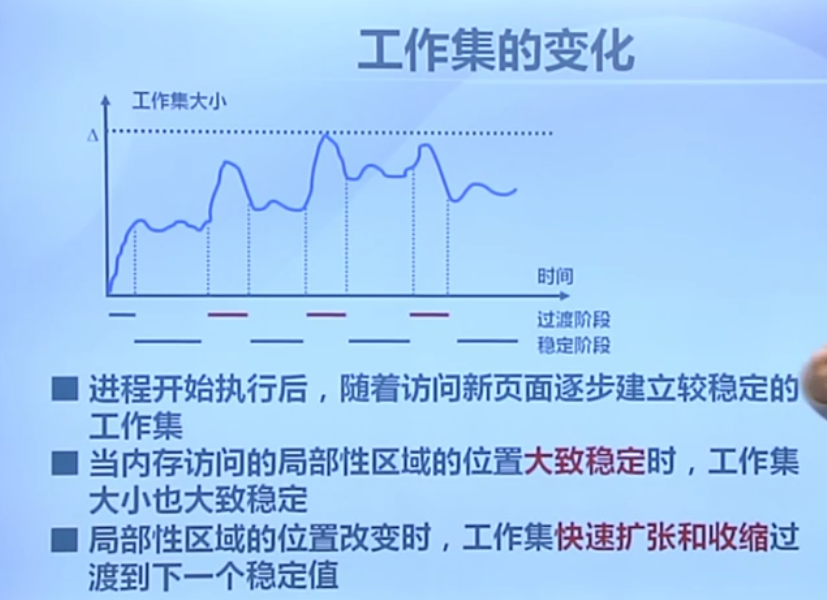 工作集的变化
工作集大小
Δ
时间
过渡阶段
稳定阶段
■ 进程开始执行后，随着访问新页面逐步建立较稳定的
工作集
■ 当内存访问的局部性区域的位置大致稳定时，工作集
大小也大致稳定
■ 局部性区域的位置改变时，工作集快速扩张和收缩过
渡到下一个稳定值